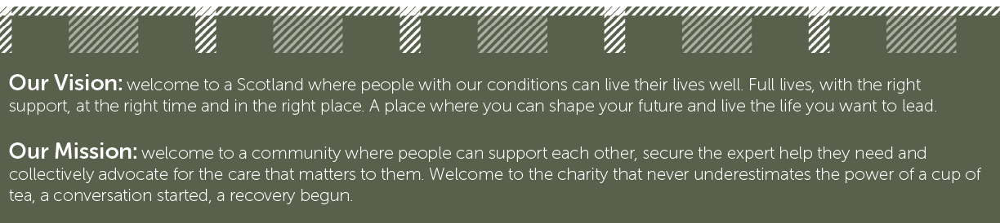 Our Vision: welcome to a Scotland where people with our conditions can live their lives well. Full lives, with the right
support, at the right time and in the right place. A place where you can shape your future and live the life you want to lead.
Our Mission: welcome to a community where people can support each other, secure the expert help they need and
collectively advocate for the care that matters to them. Welcome to the charity that never underestimates the power of a cup of
tea, a conversation started, a recovery begun.